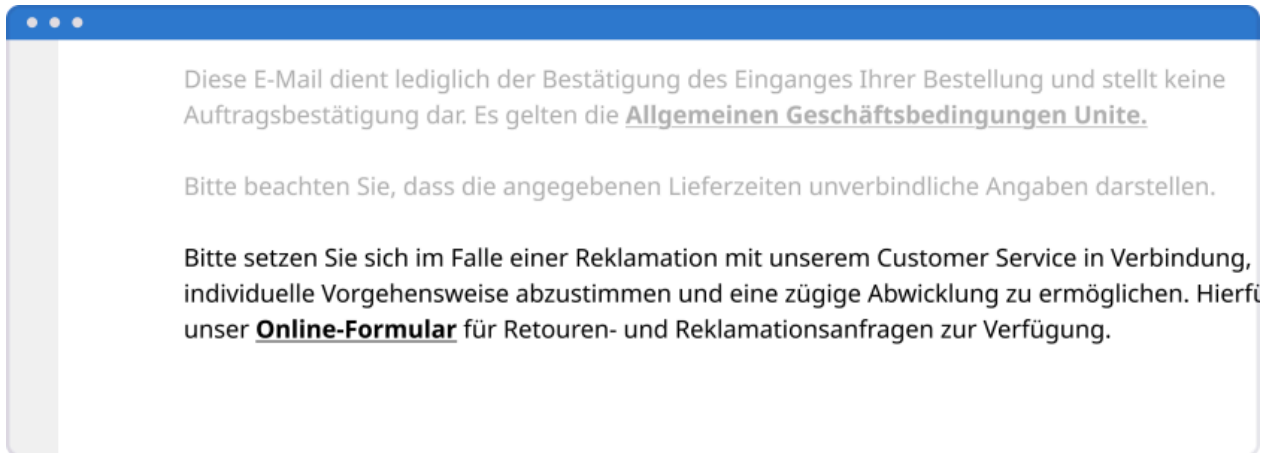 Diese E-Mail dient lediglich der Bestätigung des Einganges Ihrer Bestellung und stellt keine
Auftragsbestätigung dar. Es gelten die Allgemeinen Geschäftsbedingungen Unite.
Bitte beachten Sie, dass die angegebenen Lieferzeiten unverbindliche Angaben darstellen.
Bitte setzen Sie sich im Falle einer Reklamation mit unserem Customer Service in Verbindung,
individuelle Vorgehensweise abzustimmen und eine zügige Abwicklung zu ermöglichen.
unser Online-Formular für Retouren- und Reklamationsanfragen zur Verfügung.